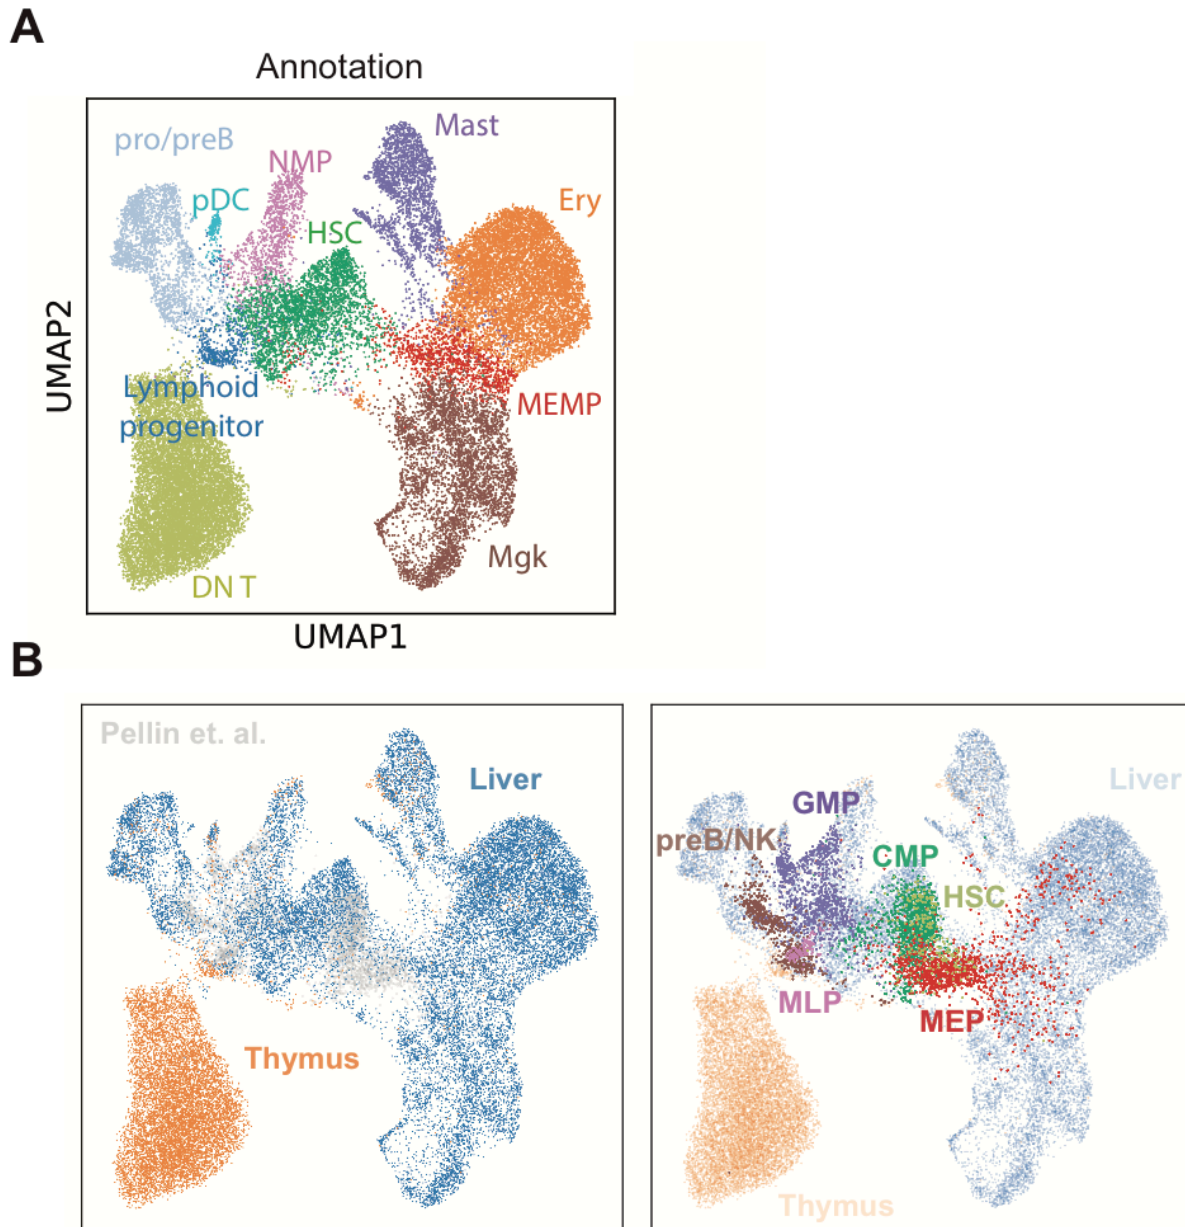 A
Annotation
pro/preB
Mast
NMP
pDC
Ery
HSC
UMAP2
Lymphoid
progenitor
MEMP
Mgk
DN T
UMAP1
B
Pellin et. al.
Liver
Thymus
Liver
GMP
preB/NK
CMP
HSC
MLP
MEP
Thymus